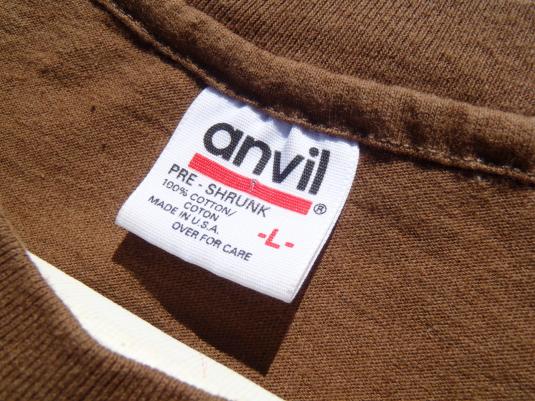 anvil®
PRE-SHRUNK
100% COTTON/
COTON
MADE IN U.S.A.
OVER FOR CARE
-L-